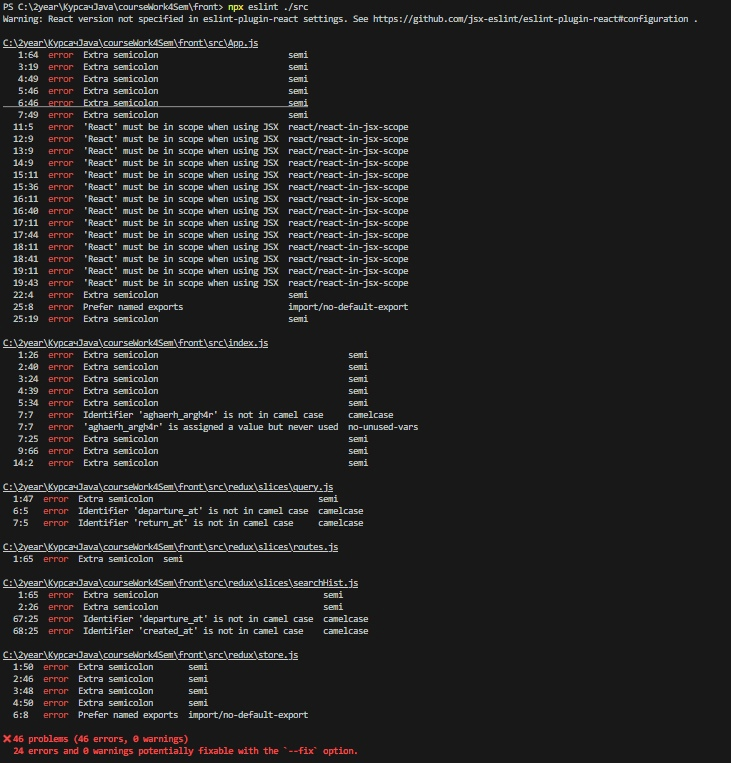 PS C:\2year\КурсачJava\courseWork4Sem\front> npx eslint ./src
Warning: React version not specified in eslint-plugin-react settings. See https://github.com/jsx-eslint/eslint-plugin-react#configuration .
C:\2year\КурсачJava\courseWork4Sem\front\src\App.js
1:64 error Extra semicolon semi
3:19 error Extra semicolon semi
4:49 error Extra semicolon semi
5:46 error Extra semicolon semi
6:46 error Extra semicolon semi
7:49 error Extra semicolon semi
11:5 error 'React' must be in scope when using JSX react/react-in-jsx-scope
12:9 error 'React' must be in scope when using JSX react/react-in-jsx-scope
13:9 error 'React' must be in scope when using JSX react/react-in-jsx-scope
14:9 error 'React' must be in scope when using JSX react/react-in-jsx-scope
15:11 error 'React' must be in scope when using JSX react/react-in-jsx-scope
15:36 error 'React' must be in scope when using JSX react/react-in-jsx-scope
16:11 error 'React' must be in scope when using JSX react/react-in-jsx-scope
16:40 error 'React' must be in scope when using JSX react/react-in-jsx-scope
17:11 error 'React' must be in scope when using JSX react/react-in-jsx-scope
17:44 error 'React' must be in scope when using JSX react/react-in-jsx-scope
18:11 error 'React' must be in scope when using JSX react/react-in-jsx-scope
18:41 error 'React' must be in scope when using JSX react/react-in-jsx-scope
19:11 error 'React' must be in scope when using JSX react/react-in-jsx-scope
19:43 error 'React' must be in scope when using JSX react/react-in-jsx-scope
22:4 error Extra semicolon semi
25:8 error Prefer named exports import/no-default-export
25:19 error Extra semicolon semi
C:\2year\КурсачJava\courseWork4Sem\front\src\index.js
1:26 error Extra semicolon semi
2:40 error Extra semicolon semi
3:24 error Extra semicolon semi
4:39 error Extra semicolon semi
5:34 error Extra semicolon semi
7:7 error Identifier 'aghaerh_argh4r' is not in camel case camelcase
7:7 error 'aghaerh_argh4r' is assigned a value but never used no-unused-vars
7:25 error Extra semicolon semi
9:66 error Extra semicolon semi
14:2 error Extra semicolon semi
C:\2year\КурсачJava\courseWork4Sem\front\src\redux\slices\query.js
1:47 error Extra semicolon semi
6:5 error Identifier 'departure_at' is not in camel case camelcase
7:5 error Identifier 'return_at' is not in camel case camelcase
C:\2year\КурсачJava\courseWork4Sem\front\src\redux\slices\routes.js
1:65 error Extra semicolon semi
C:\2year\КурсачJava\courseWork4Sem\front\src\redux\slices\searchHist.js
1:65 error Extra semicolon semi
2:26 error Extra semicolon semi
67:25 error Identifier 'departure_at' is not in camel case camelcase
68:25 error Identifier 'created_at' is not in camel case camelcase
C:\2year\КурсачJava\courseWork4Sem\front\src\redux\store.js
1:50 error Extra semicolon semi
2:46 error Extra semicolon semi
3:48 error Extra semicolon semi
4:50 error Extra semicolon semi
6:8 error Prefer named exports import/no-default-export
✖ 46 problems (46 errors, 0 warnings)
24 errors and 0 warnings potentially fixable with the `--fix` option.